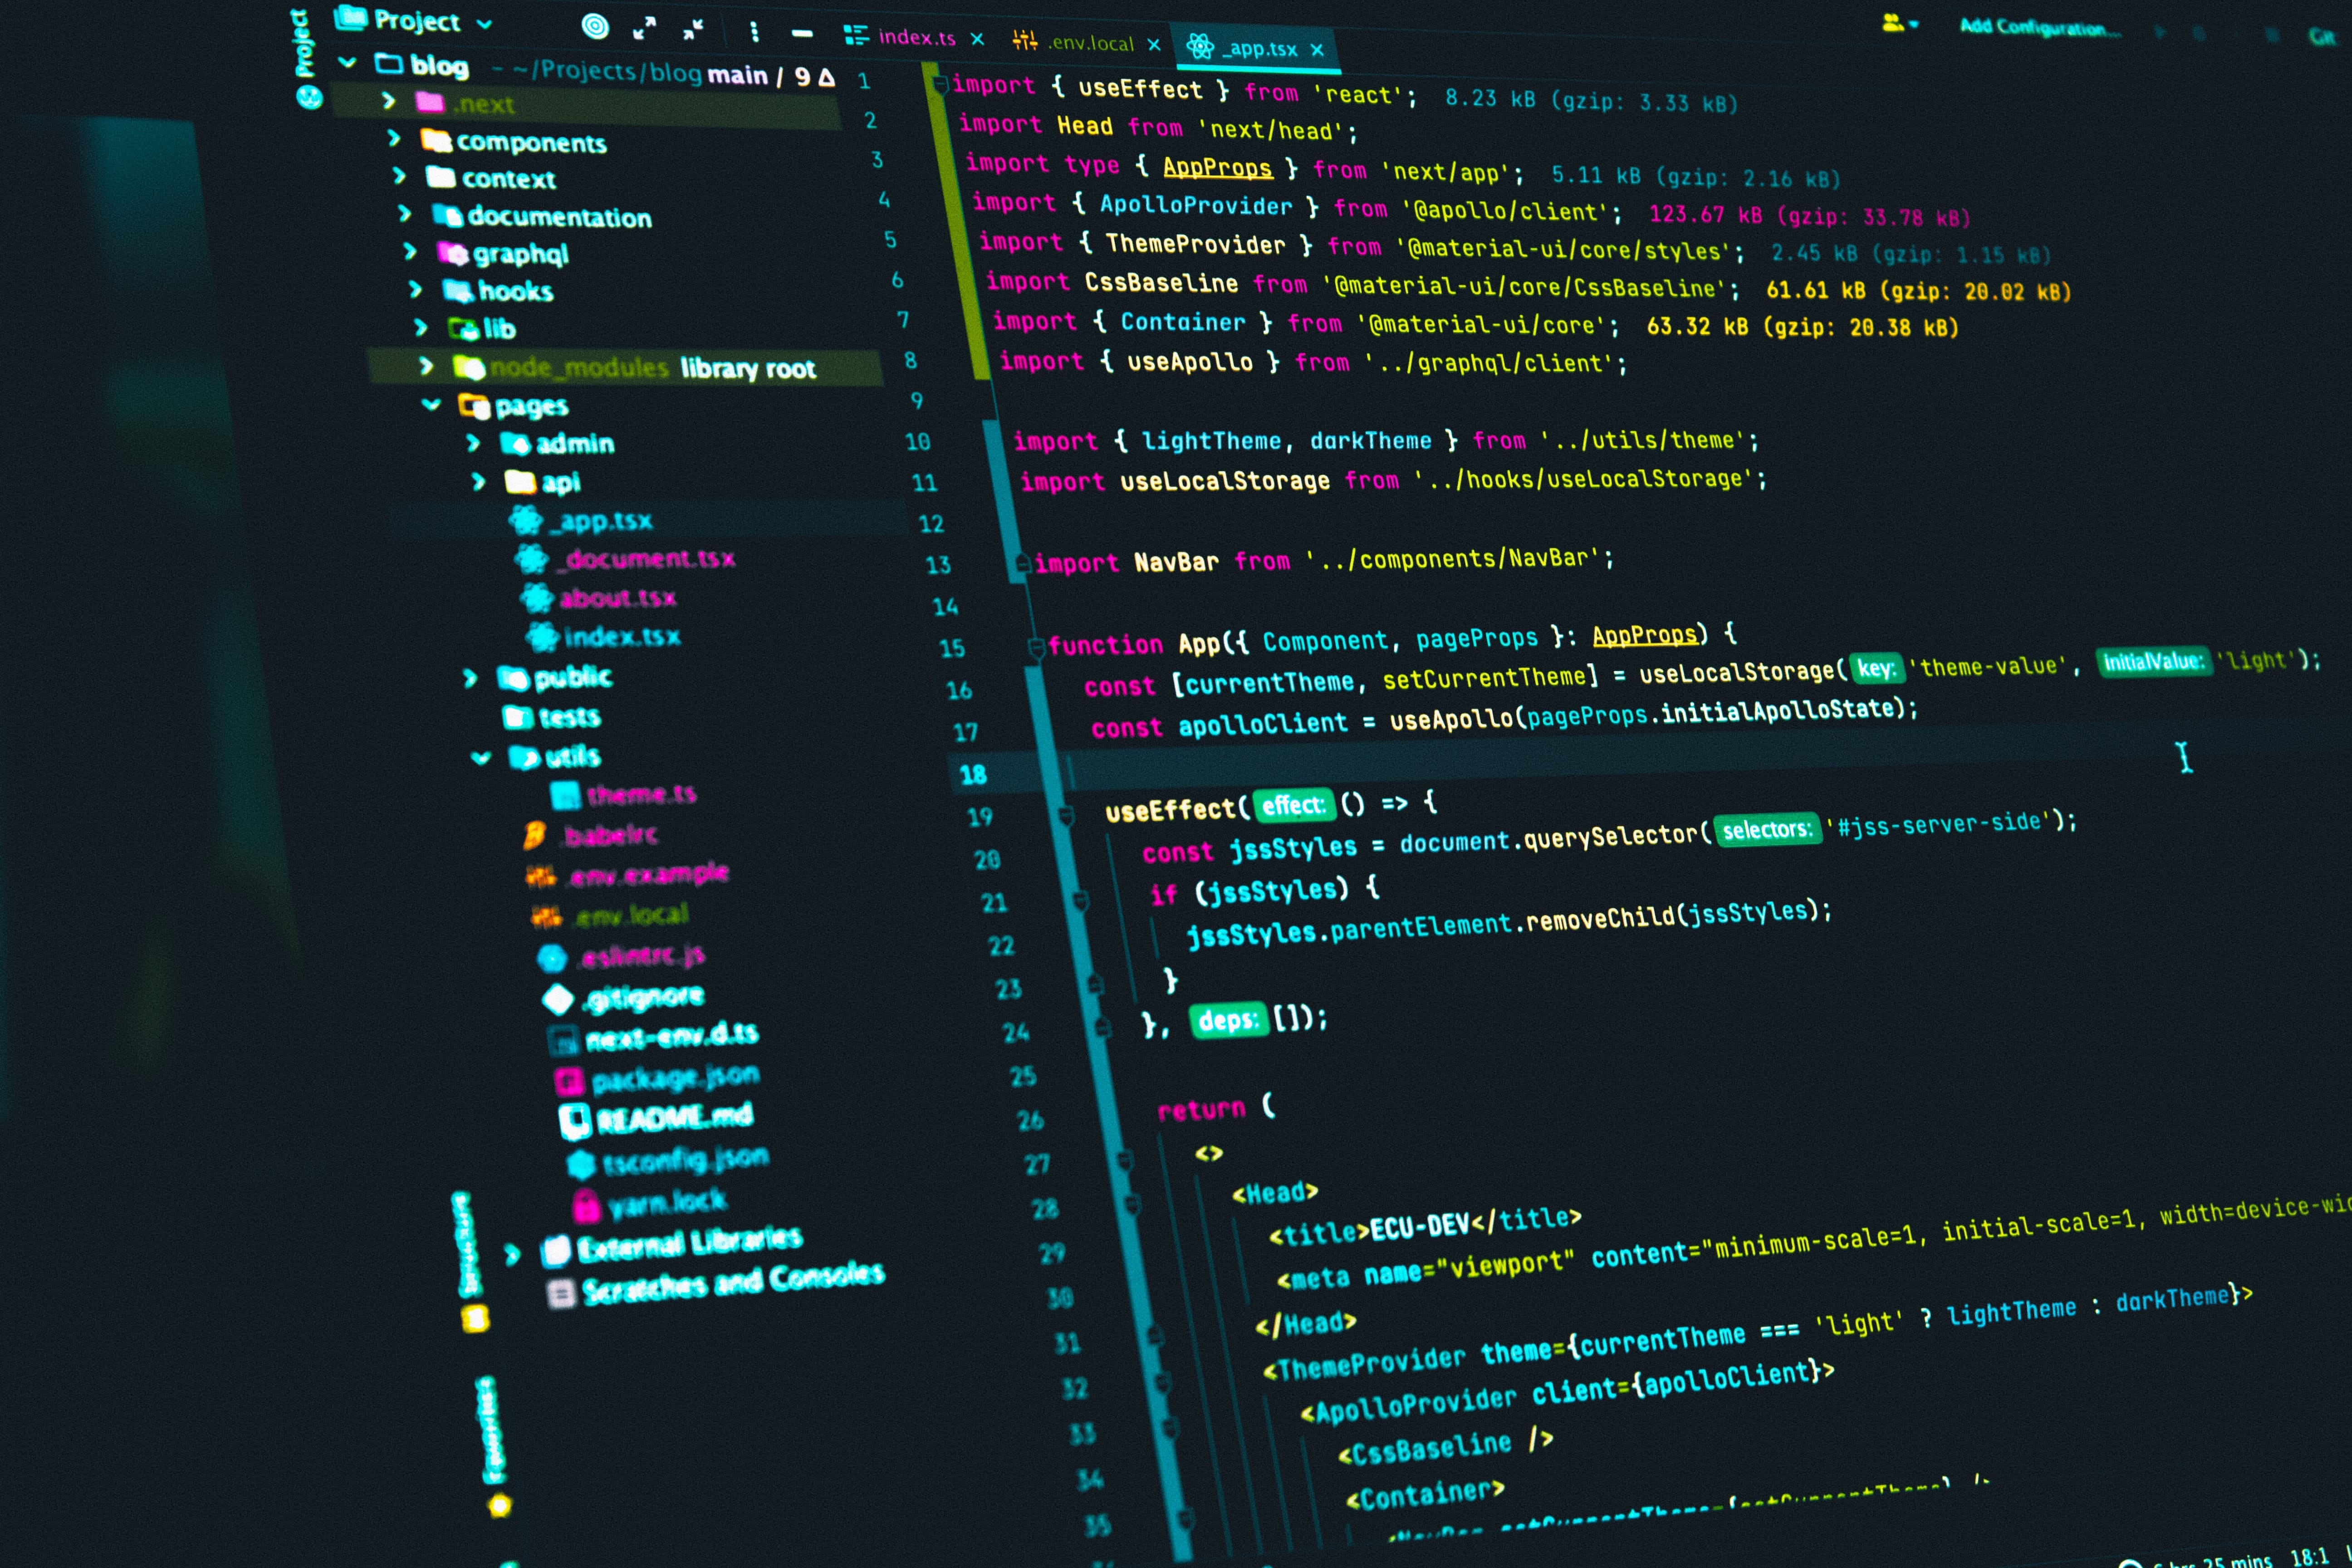 Project
Project
index.ts
.env.local
_app.tsx
Add Configuration...
Git
blog ~/Projects/blog main / 9 Δ
.next
components
context
documentation
graphql
hooks
lib
node_modules library root
pages
admin
api
_app.tsx
_document.tsx
about.tsx
index.tsx
public
tests
utils
theme.ts
.babelrc
.env.example
.env.local
.eslintrc.js
.gitignore
next-env.d.ts
package.json
README.md
tsconfig.json
yarn.lock
External Libraries
Scratches and Consoles
Structure
Favorites
1 import { useEffect } from 'react'; 8.23 kB (gzip: 3.33 kB)
2 import Head from 'next/head';
3 import type { AppProps } from 'next/app'; 5.11 kB (gzip: 2.16 kB)
4 import { ApolloProvider } from '@apollo/client'; 123.67 kB (gzip: 33.78 kB)
5 import { ThemeProvider } from '@material-ui/core/styles'; 2.45 kB (gzip: 1.15 kB)
6 import CssBaseline from '@material-ui/core/CssBaseline'; 61.61 kB (gzip: 20.02 kB)
7 import { Container } from '@material-ui/core'; 63.32 kB (gzip: 20.38 kB)
8 import { useApollo } from '../graphql/client';
9
10 import { lightTheme, darkTheme } from '../utils/theme';
11 import useLocalStorage from '../hooks/useLocalStorage';
12
13 import NavBar from '../components/NavBar';
14
15 function App({ Component, pageProps }: AppProps) {
16 const [currentTheme, setCurrentTheme] = useLocalStorage( key: 'theme-value', initialValue: 'light');
17 const apolloClient = useApollo(pageProps.initialApolloState);
18
19 useEffect( effect: () => {
20 const jssStyles = document.querySelector( selectors: '#jss-server-side');
21 if (jssStyles) {
22 jssStyles.parentElement.removeChild(jssStyles);
23 }
24 }, deps: []);
25
26 return (
27 <>
28 <Head>
29 <title>ECU-DEV</title>
30 <meta name="viewport" content="minimum-scale=1, initial-scale=1, width=device-wid
31 </Head>
32 <ThemeProvider theme={currentTheme === 'light' ? lightTheme : darkTheme}>
33 <ApolloProvider client={apolloClient}>
34 <CssBaseline />
35 <Container>
<NavBar setCurrentTheme={setCurrentTheme} />
hrs 25 mins 18:1